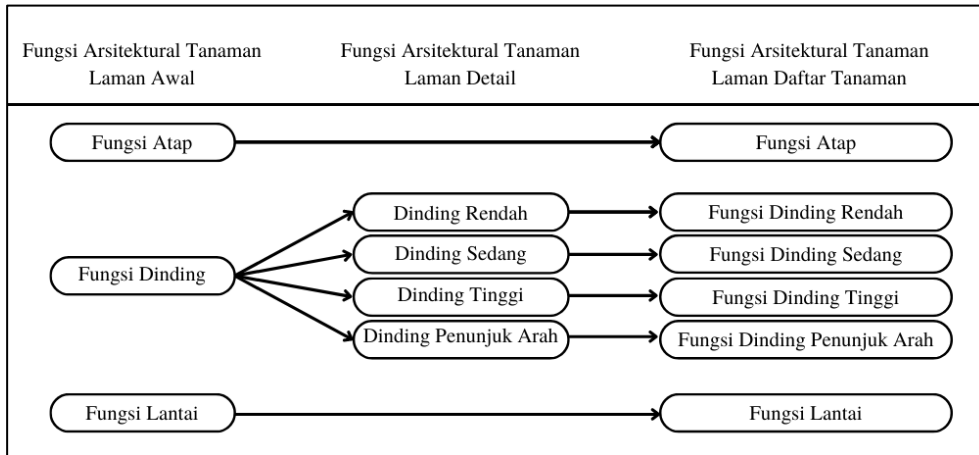 Fungsi Arsitektural Tanaman
Laman Awal
Fungsi Arsitektural Tanaman
Laman Detail
Fungsi Arsitektural Tanaman
Laman Daftar Tanaman
Fungsi Atap
Fungsi Atap
Fungsi Dinding
Dinding Rendah
Fungsi Dinding Rendah
Dinding Sedang
Fungsi Dinding Sedang
Dinding Tinggi
Fungsi Dinding Tinggi
Dinding Penunjuk Arah
Fungsi Dinding Penunjuk Arah
Fungsi Lantai
Fungsi Lantai